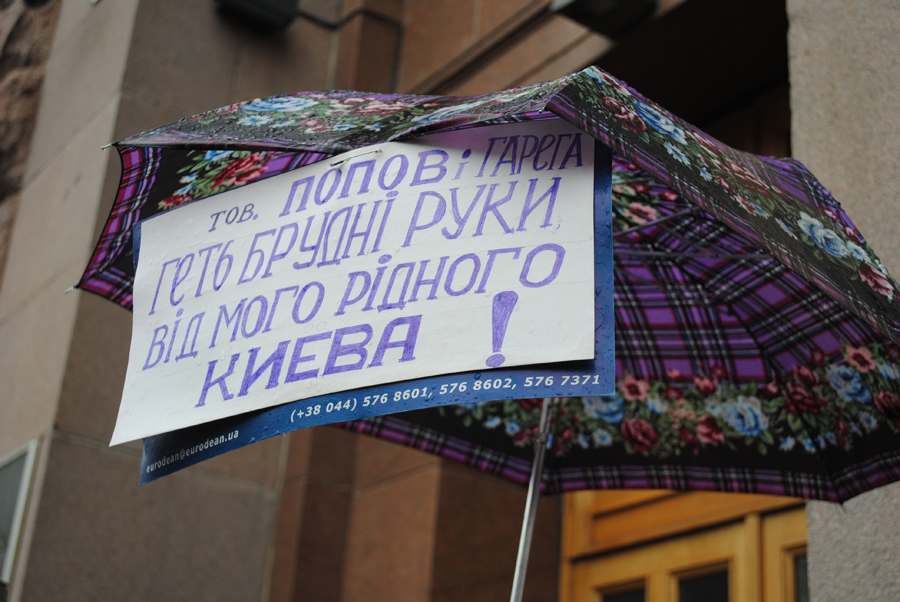 тов. ПОПОВ і ГАРЕГА
ГЕТЬ БРУДНІ РУКИ
ВІД МОГО РІДНОГО
КИЕВА !
(+38 044) 576 8601, 576 8602, 576 7371
eurodean@eurodean.ua